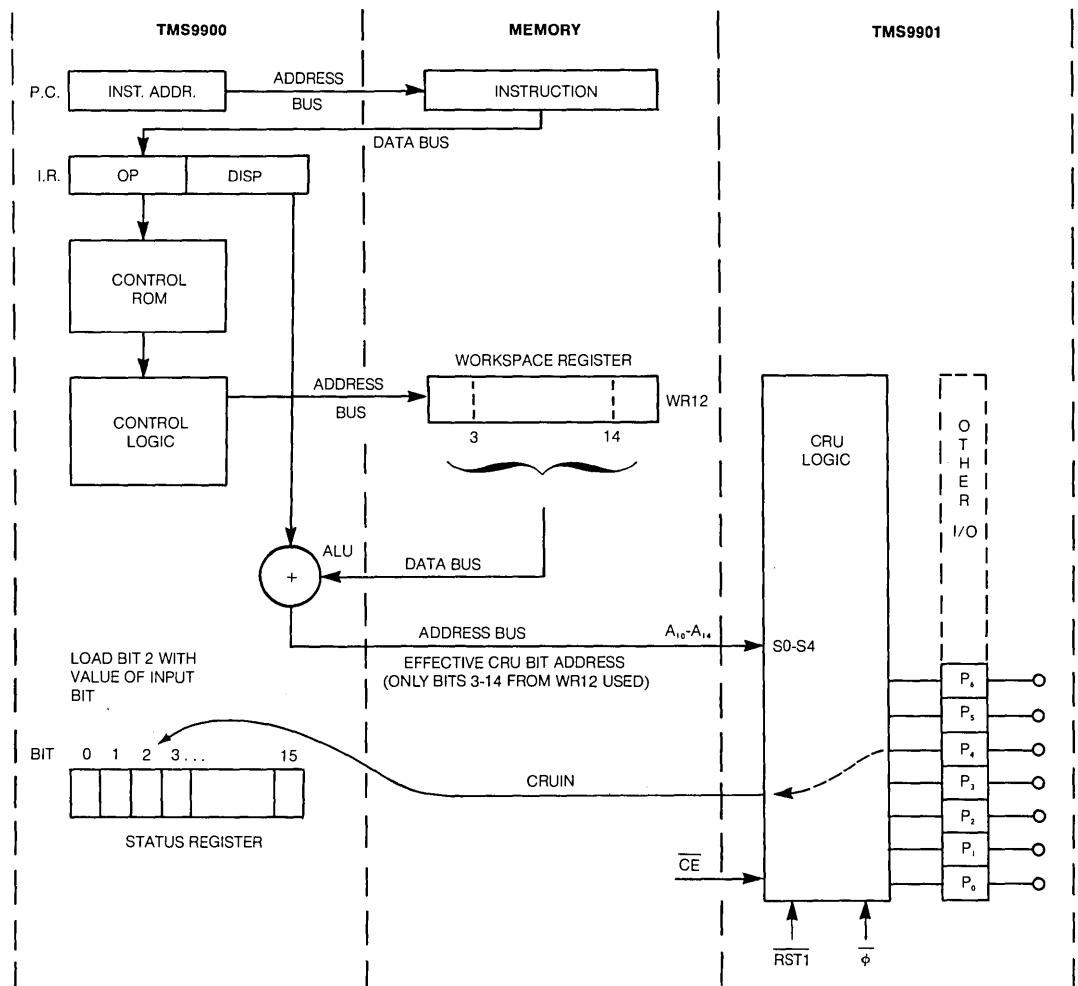 TMS9900
MEMORY
TMS9901
P.C.
INST. ADDR.
ADDRESS
BUS
INSTRUCTION
DATA BUS
I.R.
OP
DISP
CONTROL
ROM
CONTROL
LOGIC
ADDRESS
BUS
WORKSPACE REGISTER
WR12
3
14
ALU
+
DATA BUS
ADDRESS BUS
A₁₀-A₁₄
EFFECTIVE CRU BIT ADDRESS
(ONLY BITS 3-14 FROM WR12 USED)
CRU
LOGIC
S0-S4
OTHER
I/O
P₆
P₅
P₄
P₃
P₂
P₁
P₀
LOAD BIT 2 WITH
VALUE OF INPUT
BIT
BIT 0 1 2 3 . . . 15
STATUS REGISTER
CRUIN
C̅E̅
R̅S̅T̅1̅
ϕ̅